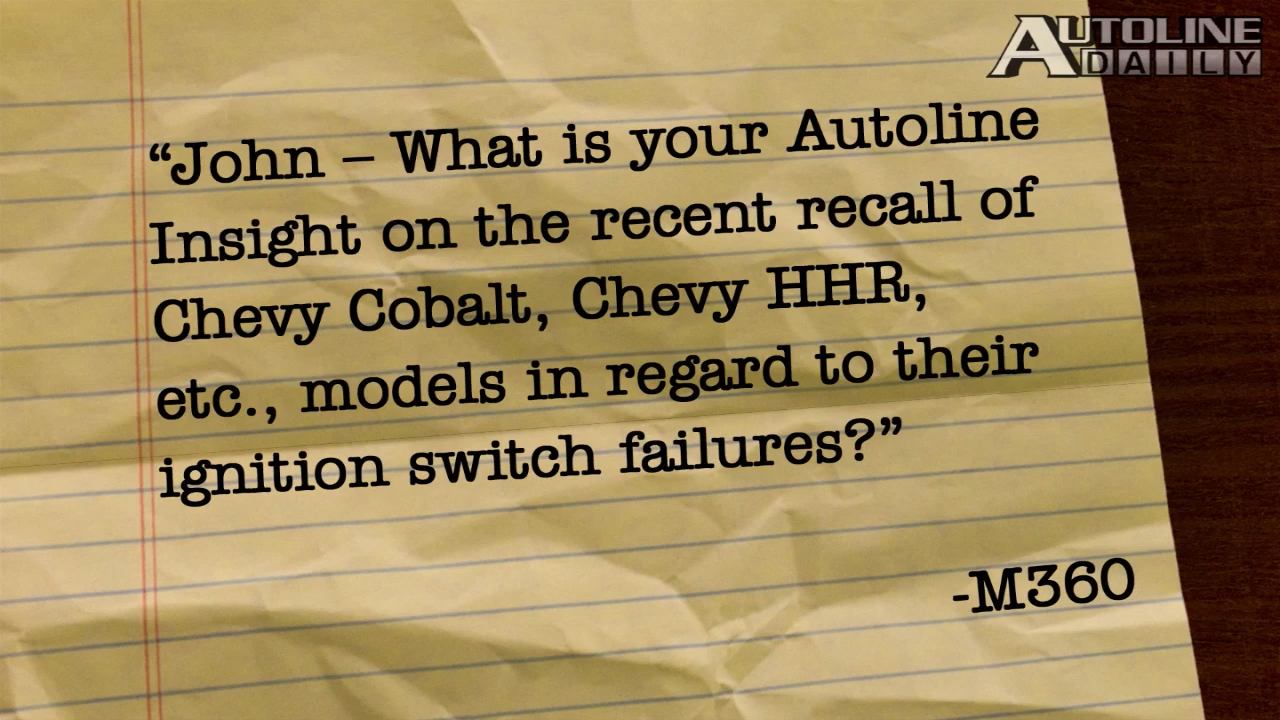 AUTOLINE
DAILY
“John – What is your Autoline
Insight on the recent recall of
Chevy Cobalt, Chevy HHR,
etc., models in regard to their
ignition switch failures?”
-M360